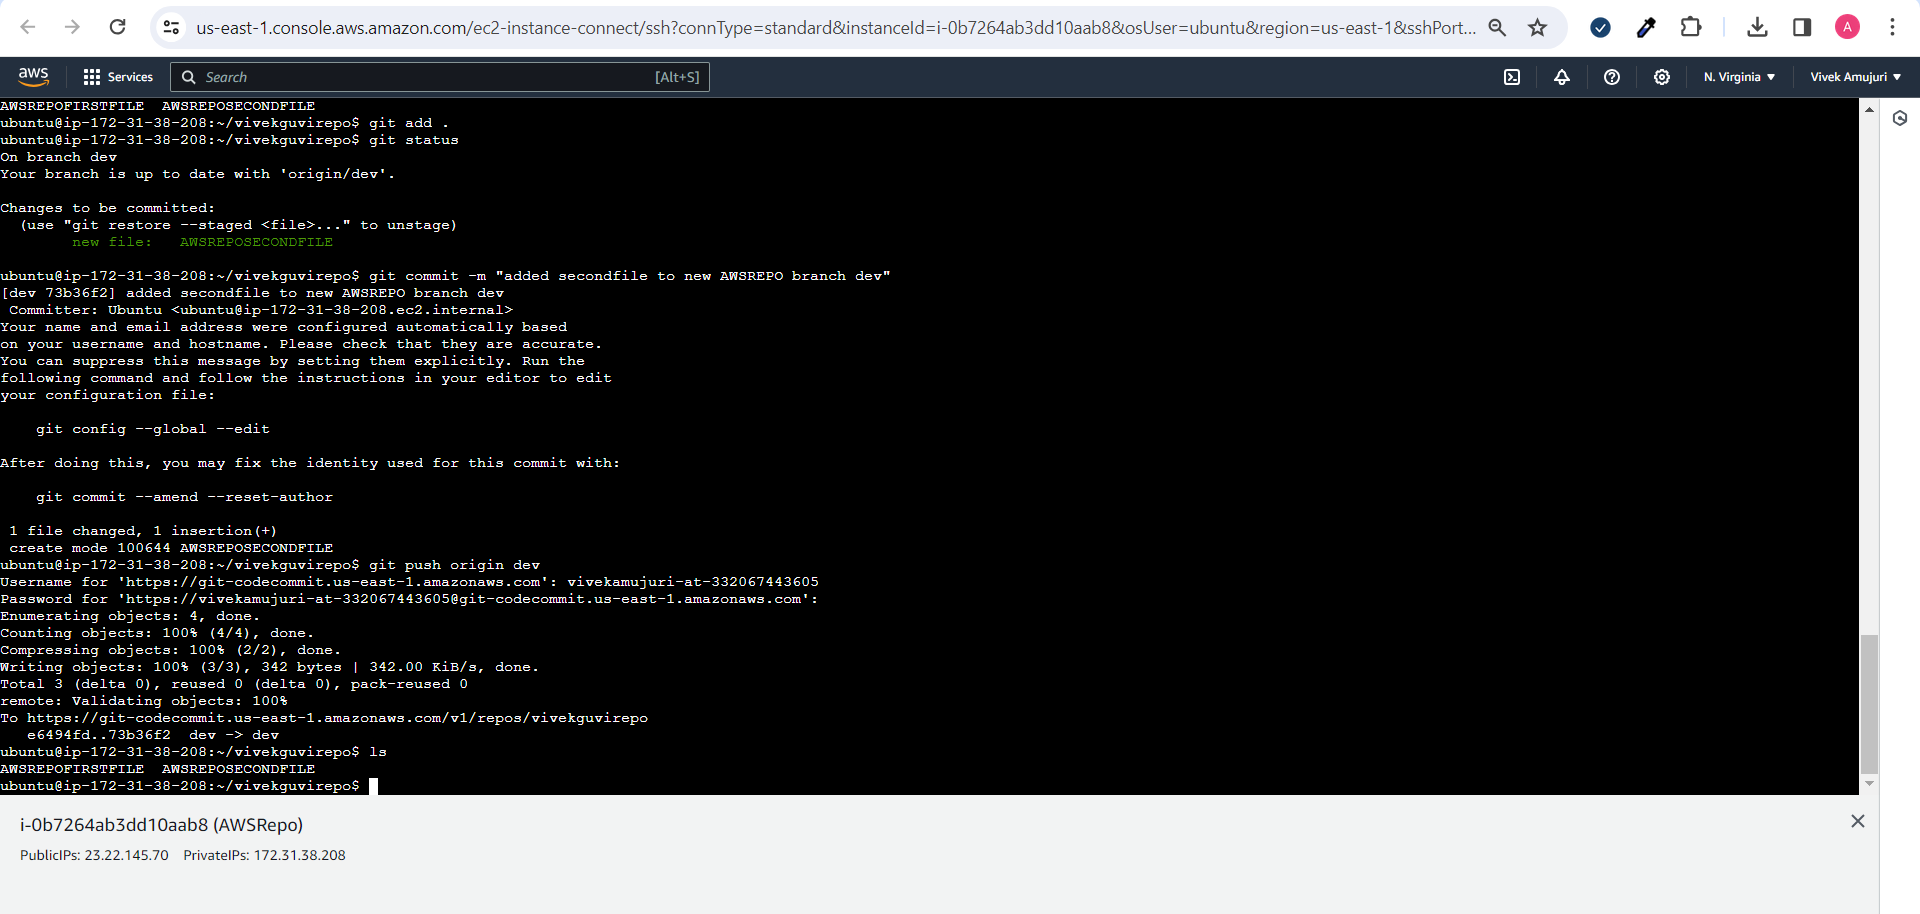 us-east-1.console.aws.amazon.com/ec2-instance-connect/ssh?connType=standard&instanceId=i-0b7264ab3dd10aab8&osUser=ubuntu&region=us-east-1&sshPort...
A
aws Services Search [Alt+S] N. Virginia Vivek Amujuri
AWSREPOFIRSTFILE  AWSREPOSECONDFILE
ubuntu@ip-172-31-38-208:~/vivekguvirepo$ git add .
ubuntu@ip-172-31-38-208:~/vivekguvirepo$ git status
On branch dev
Your branch is up to date with 'origin/dev'.
Changes to be committed:
  (use "git restore --staged <file>..." to unstage)
        new file:   AWSREPOSECONDFILE
ubuntu@ip-172-31-38-208:~/vivekguvirepo$ git commit -m "added secondfile to new AWSREPO branch dev"
[dev 73b36f2] added secondfile to new AWSREPO branch dev
 Committer: Ubuntu <ubuntu@ip-172-31-38-208.ec2.internal>
Your name and email address were configured automatically based
on your username and hostname. Please check that they are accurate.
You can suppress this message by setting them explicitly. Run the
following command and follow the instructions in your editor to edit
your configuration file:
    git config --global --edit
After doing this, you may fix the identity used for this commit with:
    git commit --amend --reset-author
 1 file changed, 1 insertion(+)
 create mode 100644 AWSREPOSECONDFILE
ubuntu@ip-172-31-38-208:~/vivekguvirepo$ git push origin dev
Username for 'https://git-codecommit.us-east-1.amazonaws.com': vivekamujuri-at-332067443605
Password for 'https://vivekamujuri-at-332067443605@git-codecommit.us-east-1.amazonaws.com':
Enumerating objects: 4, done.
Counting objects: 100% (4/4), done.
Compressing objects: 100% (2/2), done.
Writing objects: 100% (3/3), 342 bytes | 342.00 KiB/s, done.
Total 3 (delta 0), reused 0 (delta 0), pack-reused 0
remote: Validating objects: 100%
To https://git-codecommit.us-east-1.amazonaws.com/v1/repos/vivekguvirepo
   e6494fd..73b36f2  dev -> dev
ubuntu@ip-172-31-38-208:~/vivekguvirepo$ ls
AWSREPOFIRSTFILE  AWSREPOSECONDFILE
ubuntu@ip-172-31-38-208:~/vivekguvirepo$
i-0b7264ab3dd10aab8 (AWSRepo)
PublicIPs: 23.22.145.70 PrivateIPs: 172.31.38.208